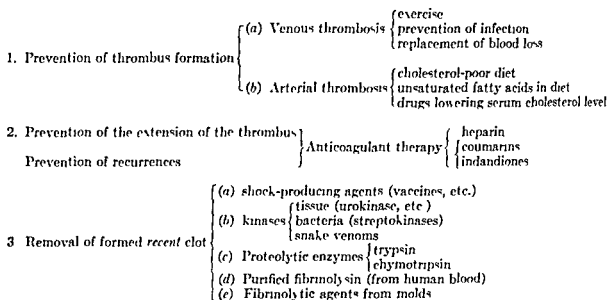 exercise
(a) Venous thrombosis prevention of infection
replacement of blood loss
1. Prevention of thrombus formation
cholesterol-poor diet
(b) Arterial thrombosis unsaturated fatty acids in diet
drugs lowering serum cholesterol level
2. Prevention of the extension of the thrombus heparin
Anticoagulant therapy coumarins
Prevention of recurrences indandiones
(a) shock-producing agents (vaccines, etc.)
tissue (urokinase, etc )
(b) kinases bacteria (streptokinases)
3 Removal of formed recent clot snake venoms
(c) Proteolytic enzymes trypsin
chymotripsin
(d) Purified fibrinolysin (from human blood)
(e) Fibrinolytic agents from molds